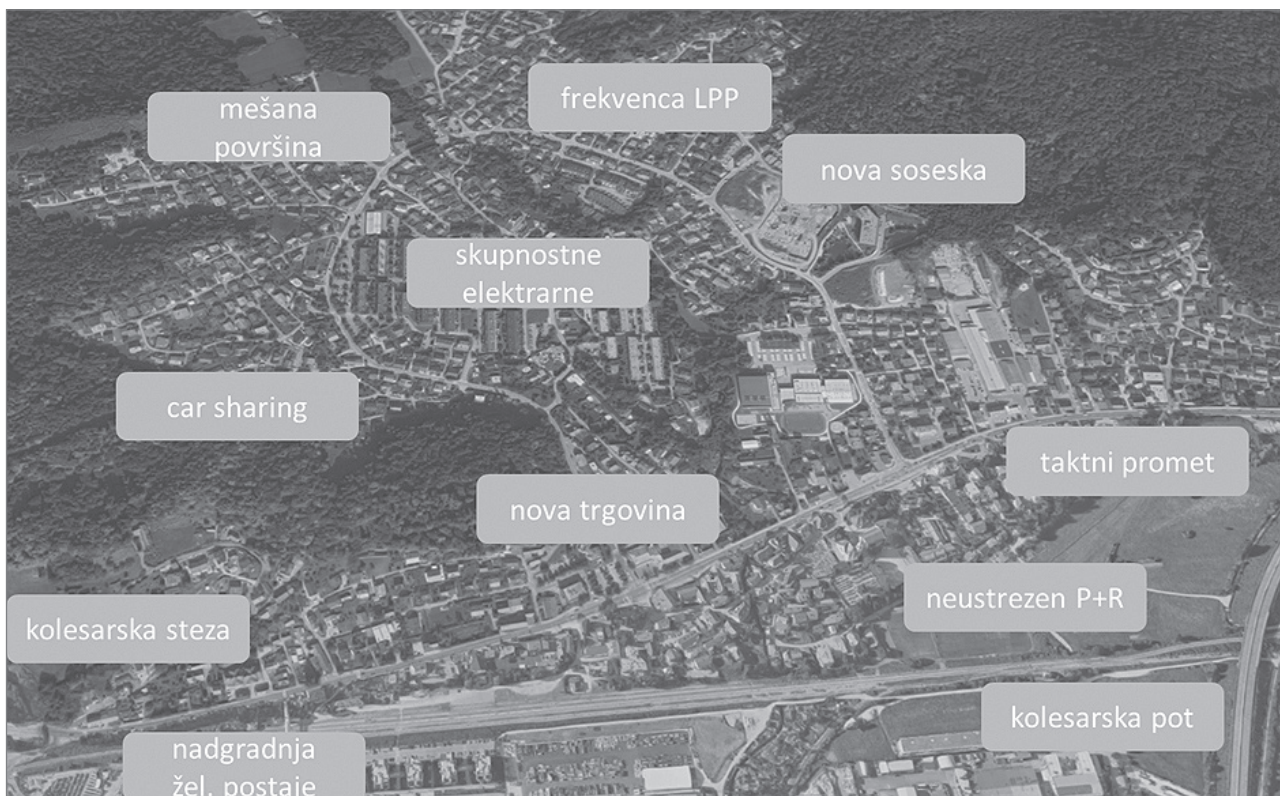 frekvenca LPP
mešana
površina
nova soseska
skupnostne
elektrarne
car sharing
taktni promet
nova trgovina
neustrezen P+R
kolesarska steza
kolesarska pot
nadgradnja
žel. postaje